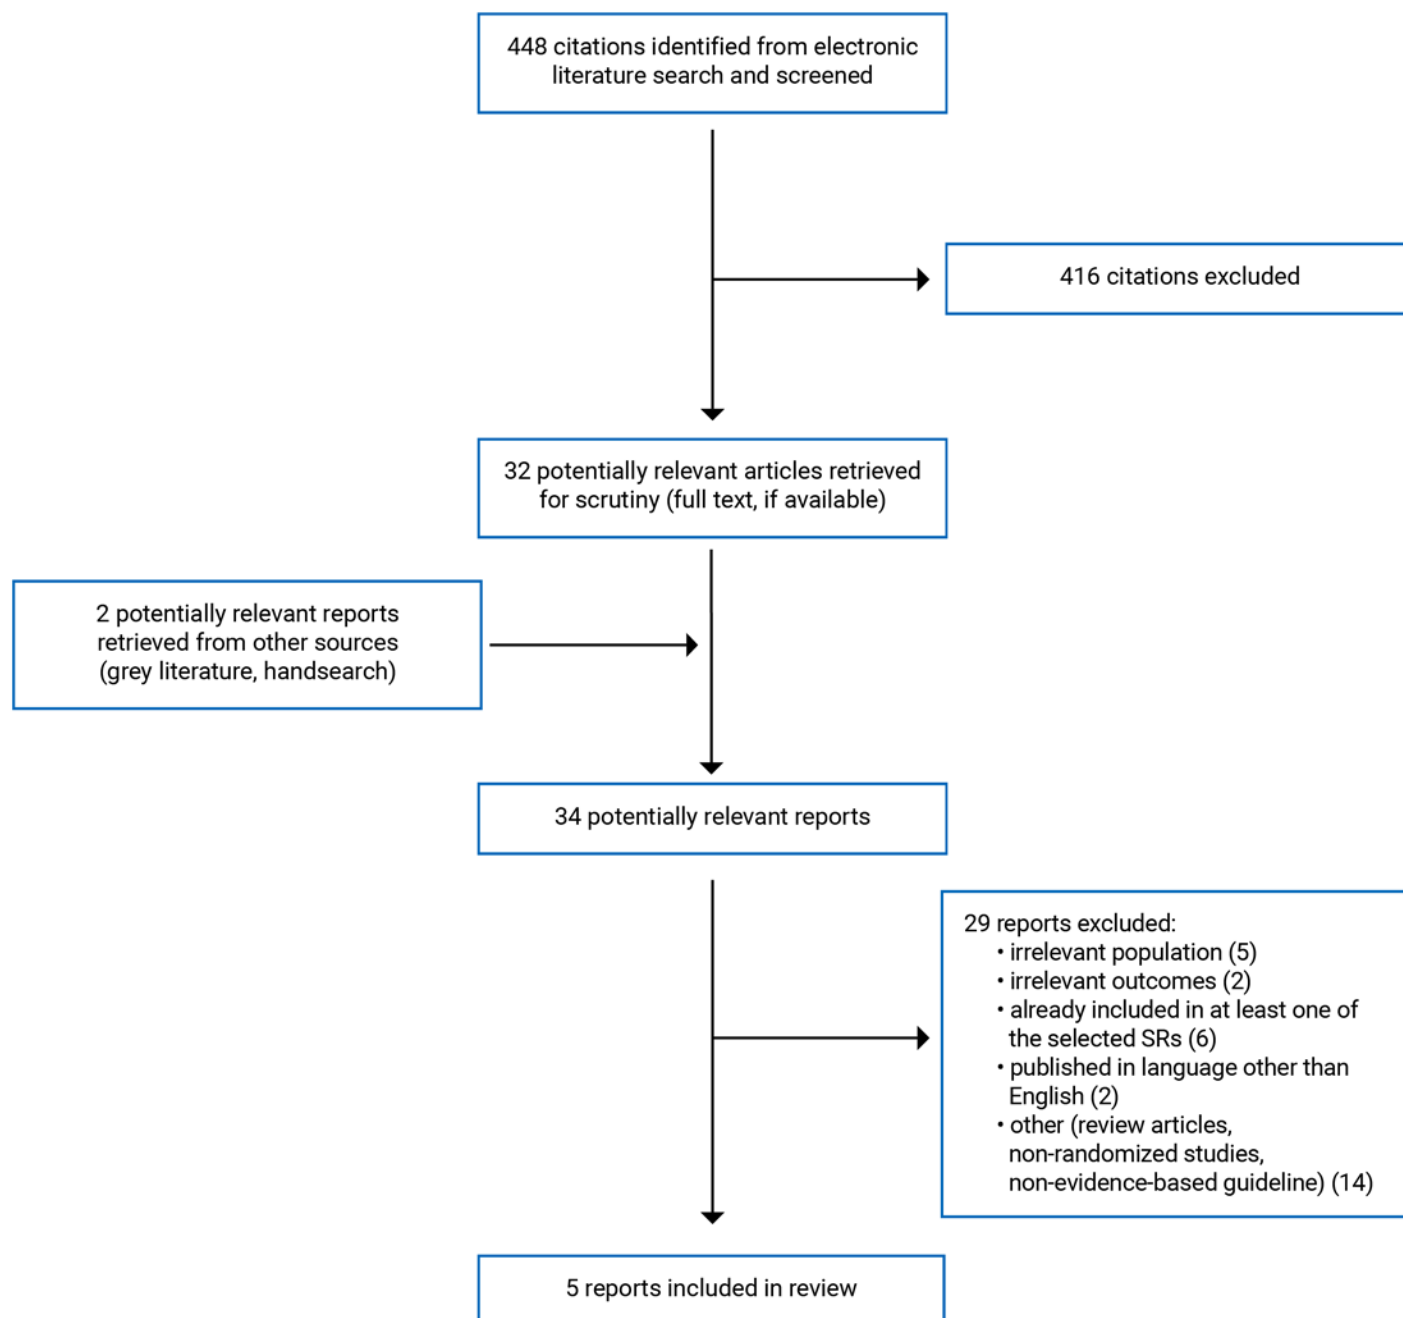 448 citations identified from electronic
literature search and screened
416 citations excluded
32 potentially relevant articles retrieved
for scrutiny (full text, if available)
2 potentially relevant reports
retrieved from other sources
(grey literature, handsearch)
34 potentially relevant reports
29 reports excluded:
• irrelevant population (5)
• irrelevant outcomes (2)
• already included in at least one of
the selected SRs (6)
• published in language other than
English (2)
• other (review articles,
non-randomized studies,
non-evidence-based guideline) (14)
5 reports included in review